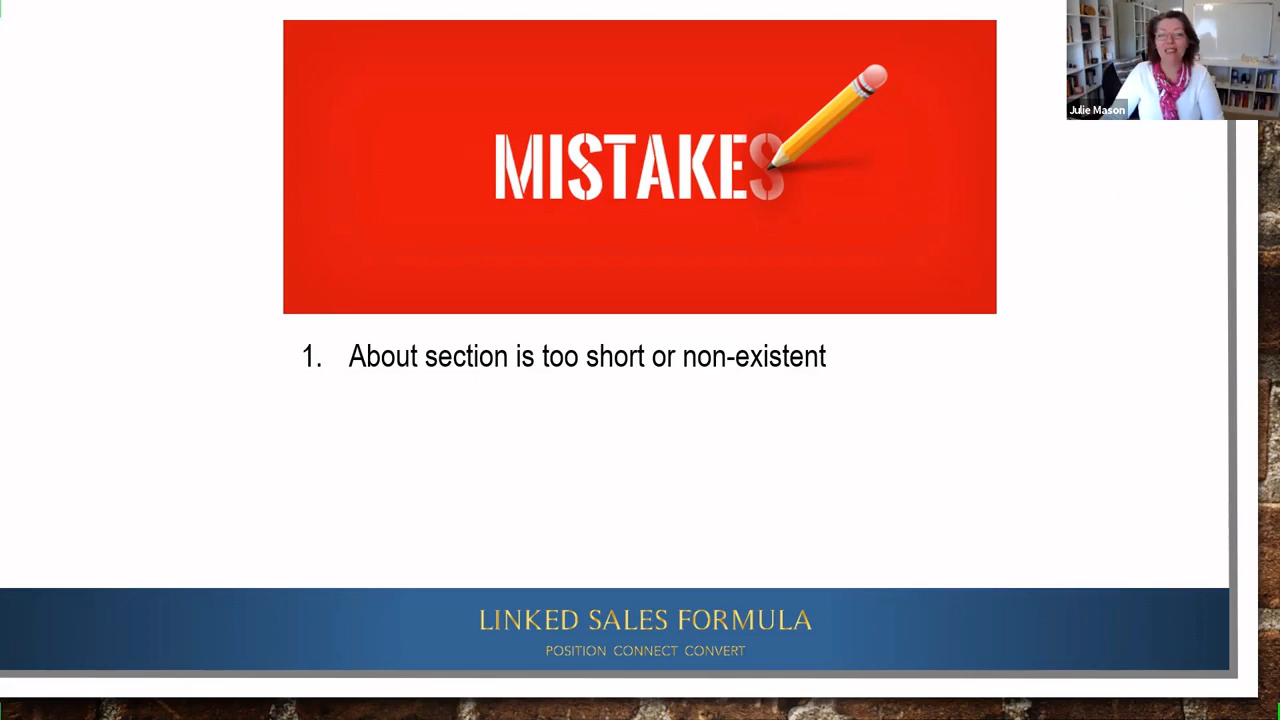 Julie Mason
MISTAKES
1. About section is too short or non-existent
LINKED SALES FORMULA
POSITION CONNECT CONVERT